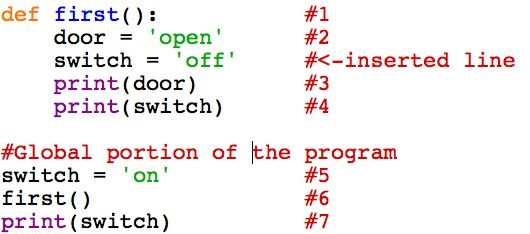 def first():              #1
    door = 'open'         #2
    switch = 'off'        #<-inserted line
    print(door)           #3
    print(switch)         #4

#Global portion of the program
switch = 'on'             #5
first()                   #6
print(switch)             #7